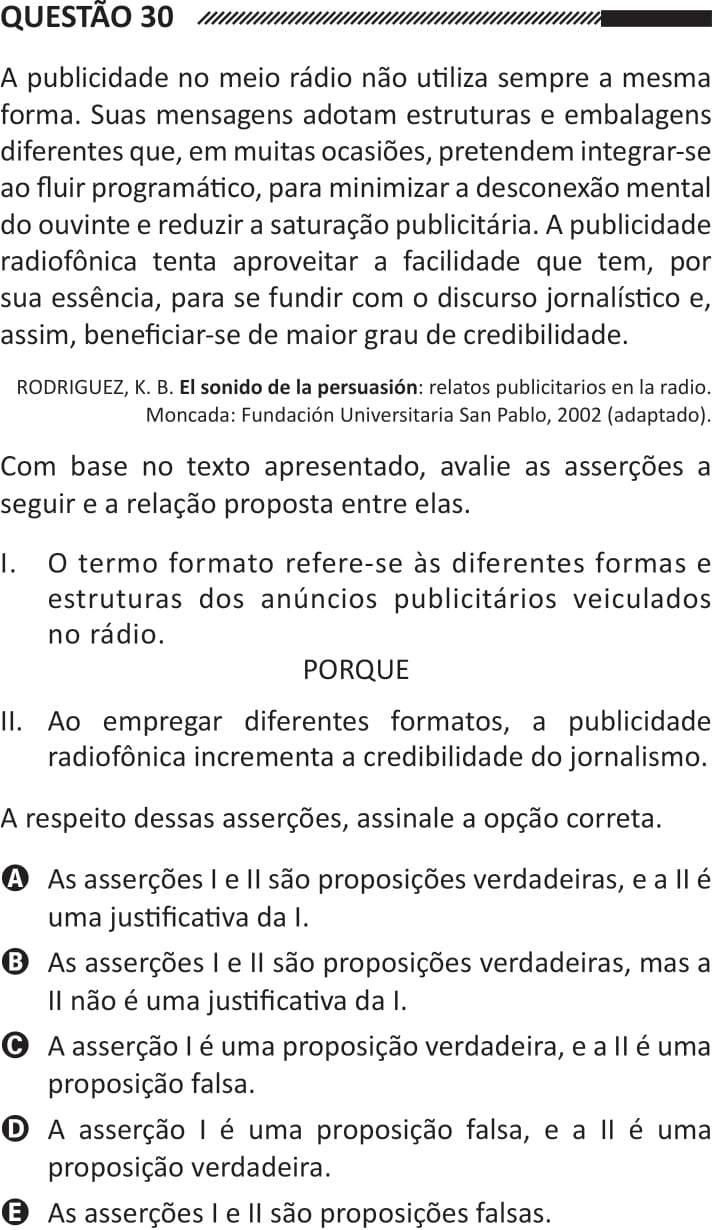 QUESTÃO 30
A publicidade no meio rádio não utiliza sempre a mesma
forma. Suas mensagens adotam estruturas e embalagens
diferentes que, em muitas ocasiões, pretendem integrar-se
ao fluir programático, para minimizar a desconexão mental
do ouvinte e reduzir a saturação publicitária. A publicidade
radiofônica tenta aproveitar a facilidade que tem, por
sua essência, para se fundir com o discurso jornalístico e,
assim, beneficiar-se de maior grau de credibilidade.
RODRIGUEZ, K. B. El sonido de la persuasión: relatos publicitarios en la radio.
Moncada: Fundación Universitaria San Pablo, 2002 (adaptado).
Com base no texto apresentado, avalie as asserções a
seguir e a relação proposta entre elas.
I. O termo formato refere-se às diferentes formas e
estruturas dos anúncios publicitários veiculados
no rádio.
PORQUE
II. Ao empregar diferentes formatos, a publicidade
radiofônica incrementa a credibilidade do jornalismo.
A respeito dessas asserções, assinale a opção correta.
A As asserções I e II são proposições verdadeiras, e a II é
uma justificativa da I.
B As asserções I e II são proposições verdadeiras, mas a
II não é uma justificativa da I.
C A asserção I é uma proposição verdadeira, e a II é uma
proposição falsa.
D A asserção I é uma proposição falsa, e a II é uma
proposição verdadeira.
E As asserções I e II são proposições falsas.